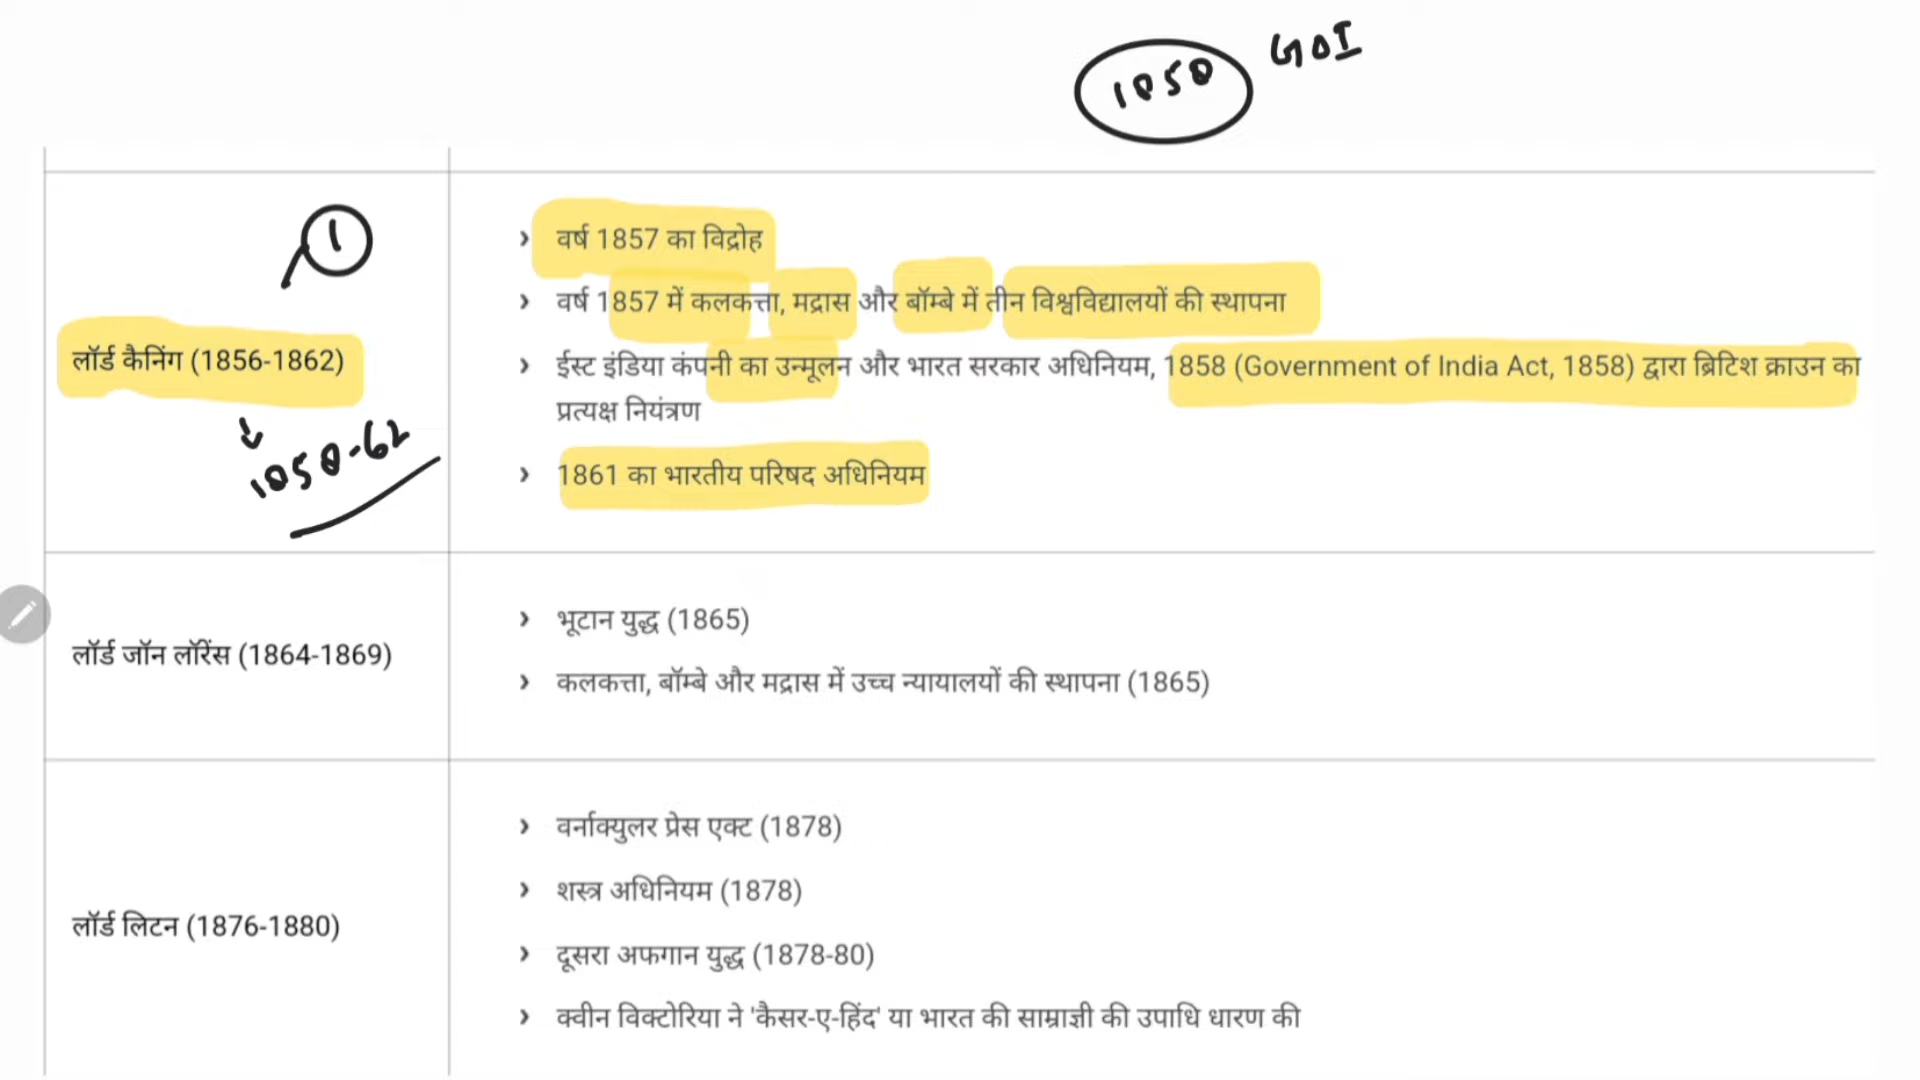 1858 GOI
1
› वर्ष 1857 का विद्रोह
› वर्ष 1857 में कलकत्ता, मद्रास और बॉम्बे में तीन विश्वविद्यालयों की स्थापना
लॉर्ड कैनिंग (1856-1862)
› ईस्ट इंडिया कंपनी का उन्मूलन और भारत सरकार अधिनियम, 1858 (Government of India Act, 1858) द्वारा ब्रिटिश क्राउन का
प्रत्यक्ष नियंत्रण
1858-62
› 1861 का भारतीय परिषद अधिनियम
लॉर्ड जॉन लॉरेंस (1864-1869)
› भूटान युद्ध (1865)
› कलकत्ता, बॉम्बे और मद्रास में उच्च न्यायालयों की स्थापना (1865)
लॉर्ड लिटन (1876-1880)
› वर्नाक्युलर प्रेस एक्ट (1878)
› शस्त्र अधिनियम (1878)
› दूसरा अफगान युद्ध (1878-80)
› क्वीन विक्टोरिया ने 'कैसर-ए-हिंद' या भारत की साम्राज्ञी की उपाधि धारण की